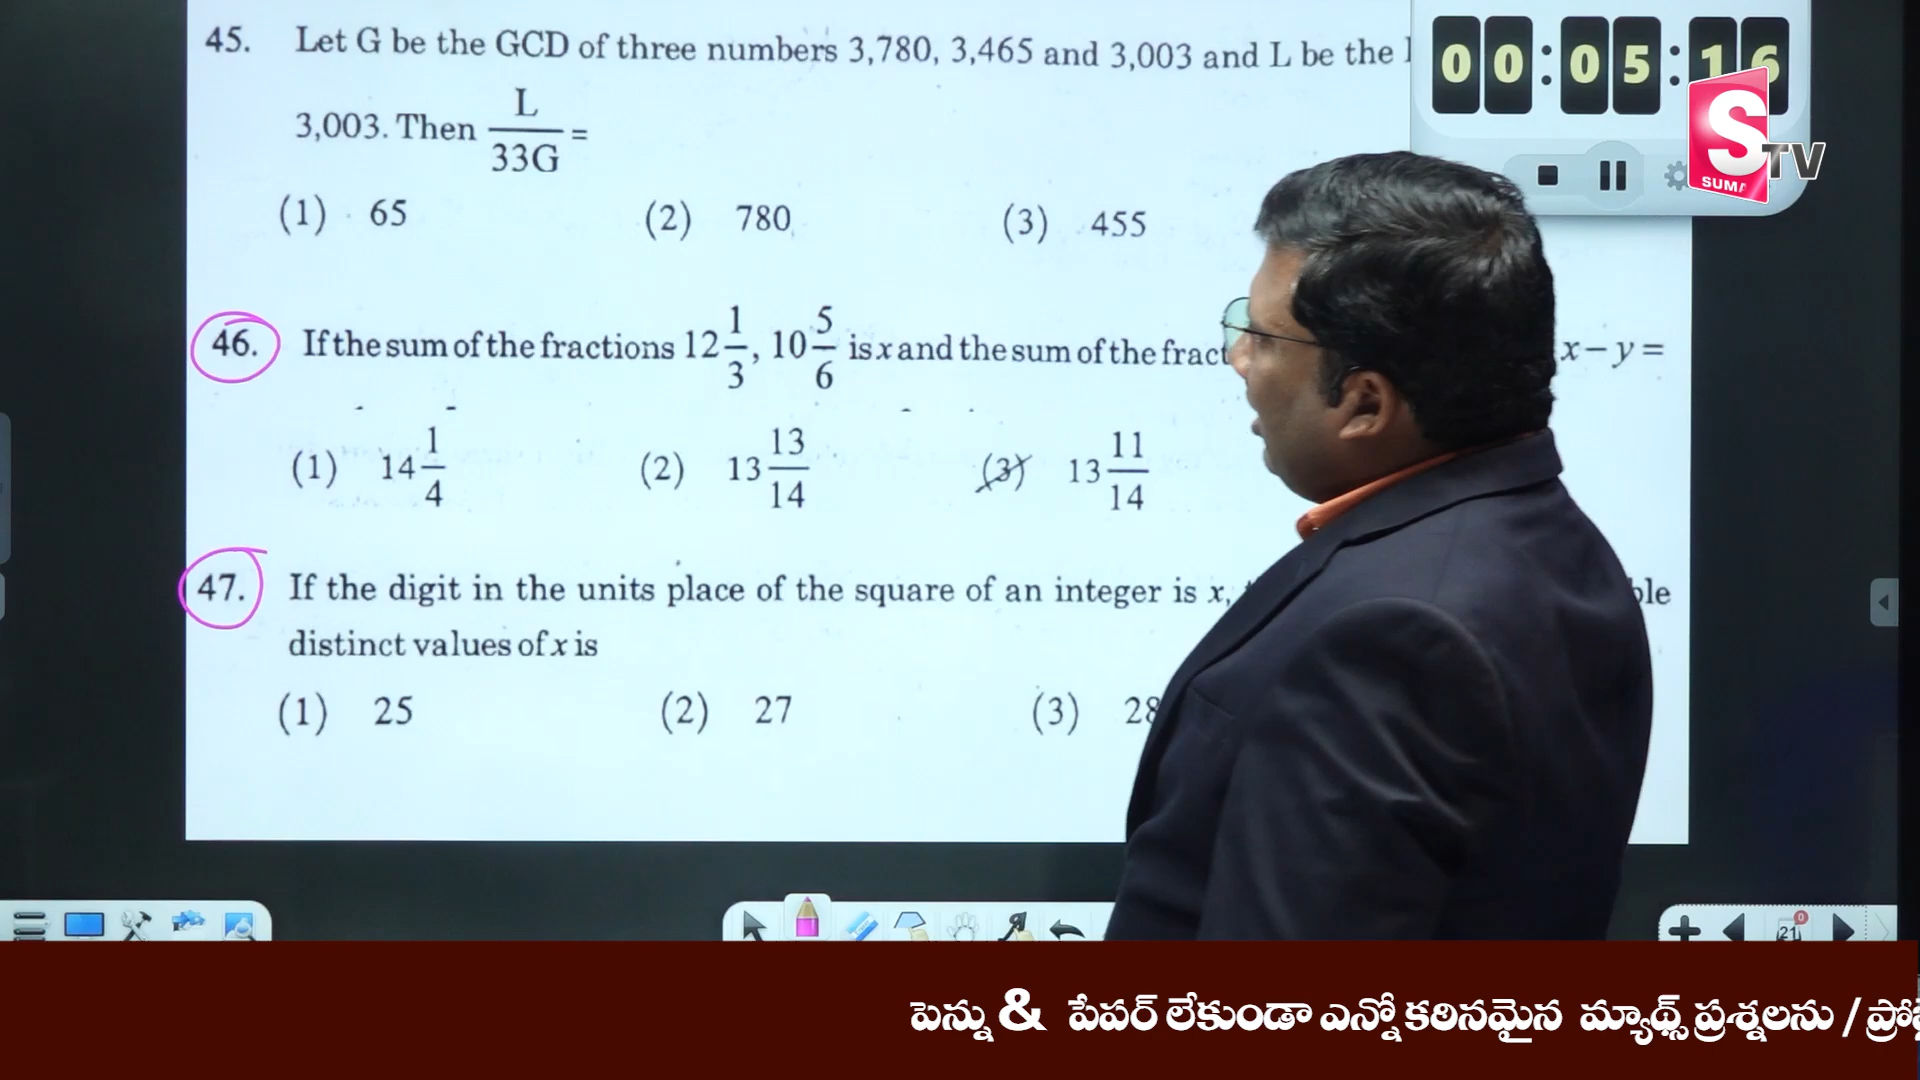 45. Let G be the GCD of three numbers 3,780, 3,465 and 3,003 and L be the
3,003. Then L/33G =
(1) 65 (2) 780 (3) 455
46. If the sum of the fractions 12 1/3, 10 5/6 is x and the sum of the fract x – y =
(1) 14 1/4 (2) 13 13/14 (3) 13 11/14
47. If the digit in the units place of the square of an integer is x,
distinct values of x is
(1) 25 (2) 27 (3) 28
00:05:16
S TV
SUMA
21
0
పెన్ను & పేపర్ లేకుండా ఎన్నో కఠినమైన మ్యాథ్స్ ప్రశ్నలను /